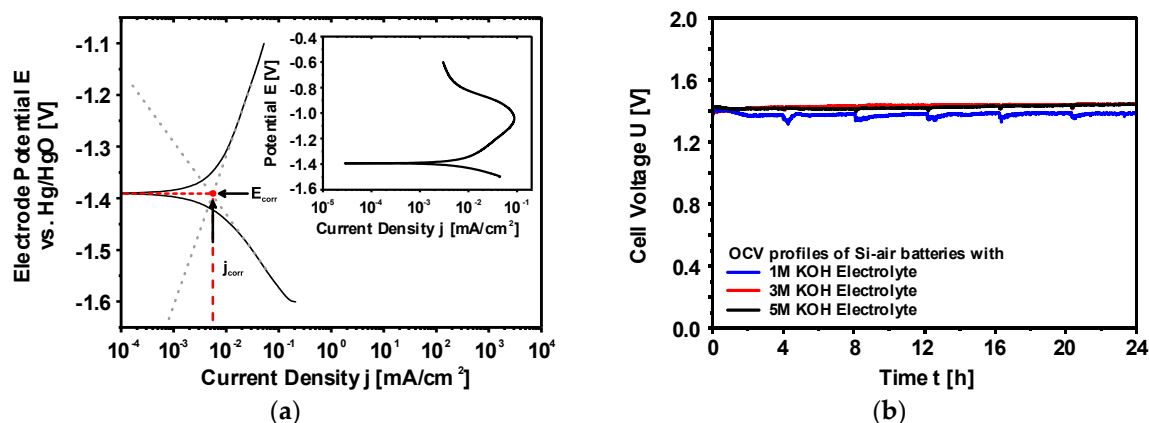 -1.1
-1.2
-1.3
-1.4
-1.5
-1.6
Electrode Potential E
vs. Hg/HgO [V]
10⁻⁴ 10⁻³ 10⁻² 10⁻¹ 10⁰ 10¹ 10² 10³ 10⁴
Current Density j [mA/cm²]
E_corr
j_corr
-0.4
-0.6
-0.8
-1.0
-1.2
-1.4
-1.6
Potential E [V]
10⁻⁵ 10⁻⁴ 10⁻³ 10⁻² 10⁻¹
Current Density j [mA/cm²]
(a)
2.0
1.6
1.2
0.8
0.4
0.0
Cell Voltage U [V]
OCV profiles of Si-air batteries with
1M KOH Electrolyte
3M KOH Electrolyte
5M KOH Electrolyte
0 4 8 12 16 20 24
Time t [h]
(b)